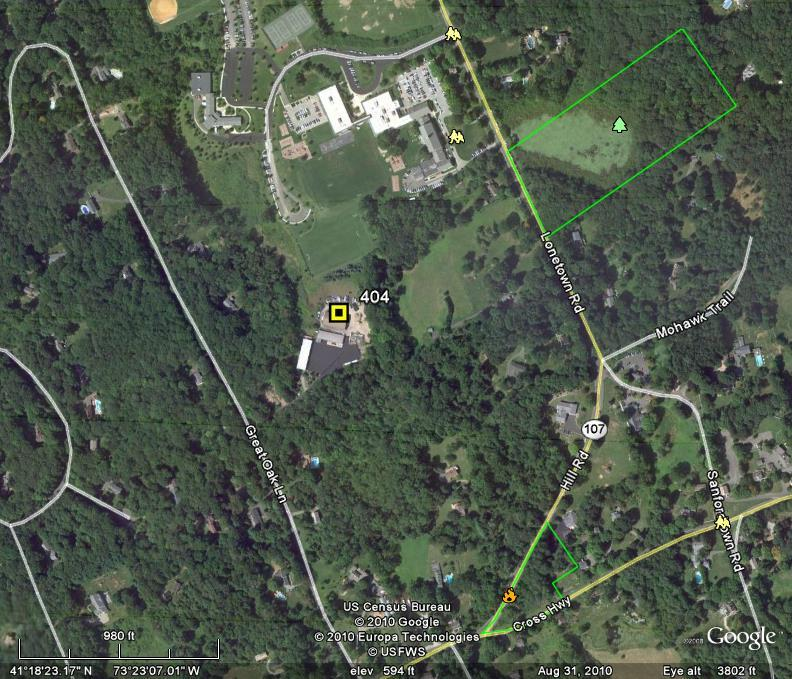 404
Lonetown Rd
Mohawk Trail
107
Hill Rd
Great Oak Ln
Sanfordtown Rd
Cross Hwy
US Census Bureau
© 2010 Google
© 2010 Europa Technologies
© USFWS
©2008 Google
980 ft
41°18'23.17" N 73°23'07.01" W elev 594 ft Aug 31, 2010 Eye alt 3802 ft